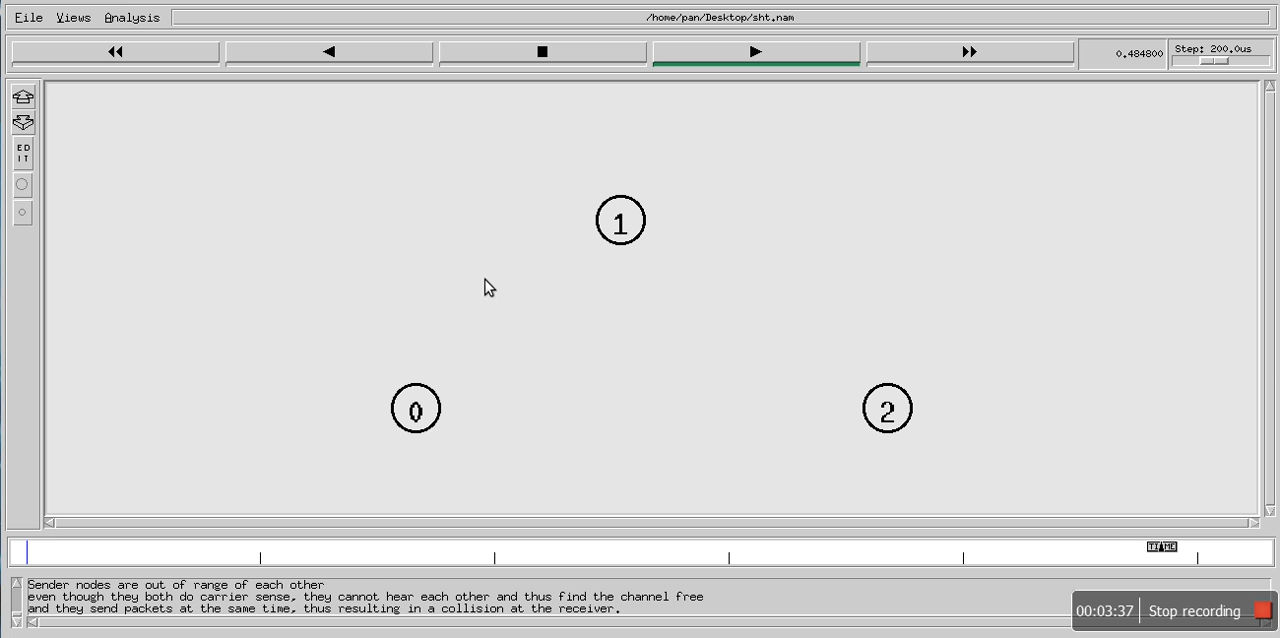 File Views Analysis /home/pan/Desktop/sht.nam
0.484800 Step: 200.0us
ED
IT
1
0 2
TIME
Sender nodes are out of range of each other
even though they both do carrier sense, they cannot hear each other and thus find the channel free
and they send packets at the same time, thus resulting in a collision at the receiver.
00:03:37 Stop recording